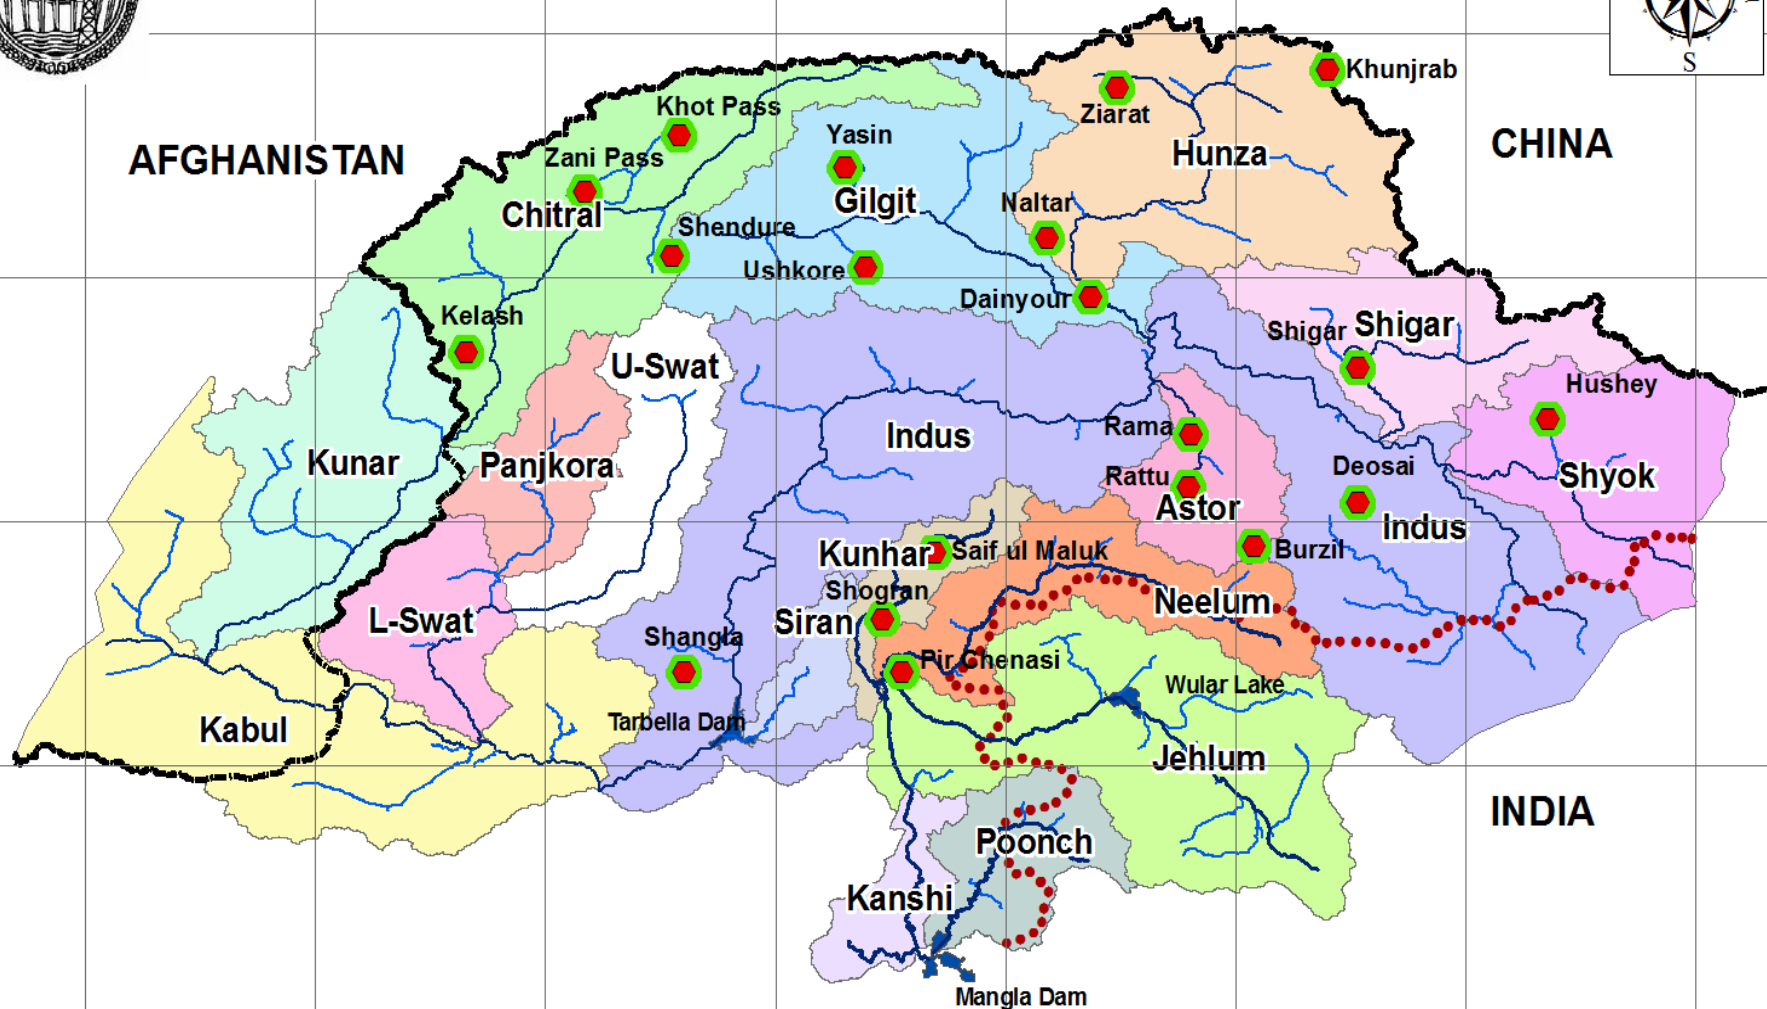 S
Khunjrab
Ziarat
Khot Pass
Yasin
AFGHANISTAN
CHINA
Zani Pass
Hunza
Gilgit
Naltar
Chitral
Shendure
Ushkore
Dainyour
Kelash
Shigar
Shigar
U-Swat
Hushey
Rama
Indus
Kunar
Panjkora
Deosai
Rattu
Shyok
Astor
Indus
Kunhar
Saif ul Maluk
Burzil
Shogran
Neelum
L-Swat
Siran
Shangla
Pir Chenasi
Wular Lake
Tarbella Dam
Kabul
Jehlum
INDIA
Poonch
Kanshi
Mangla Dam